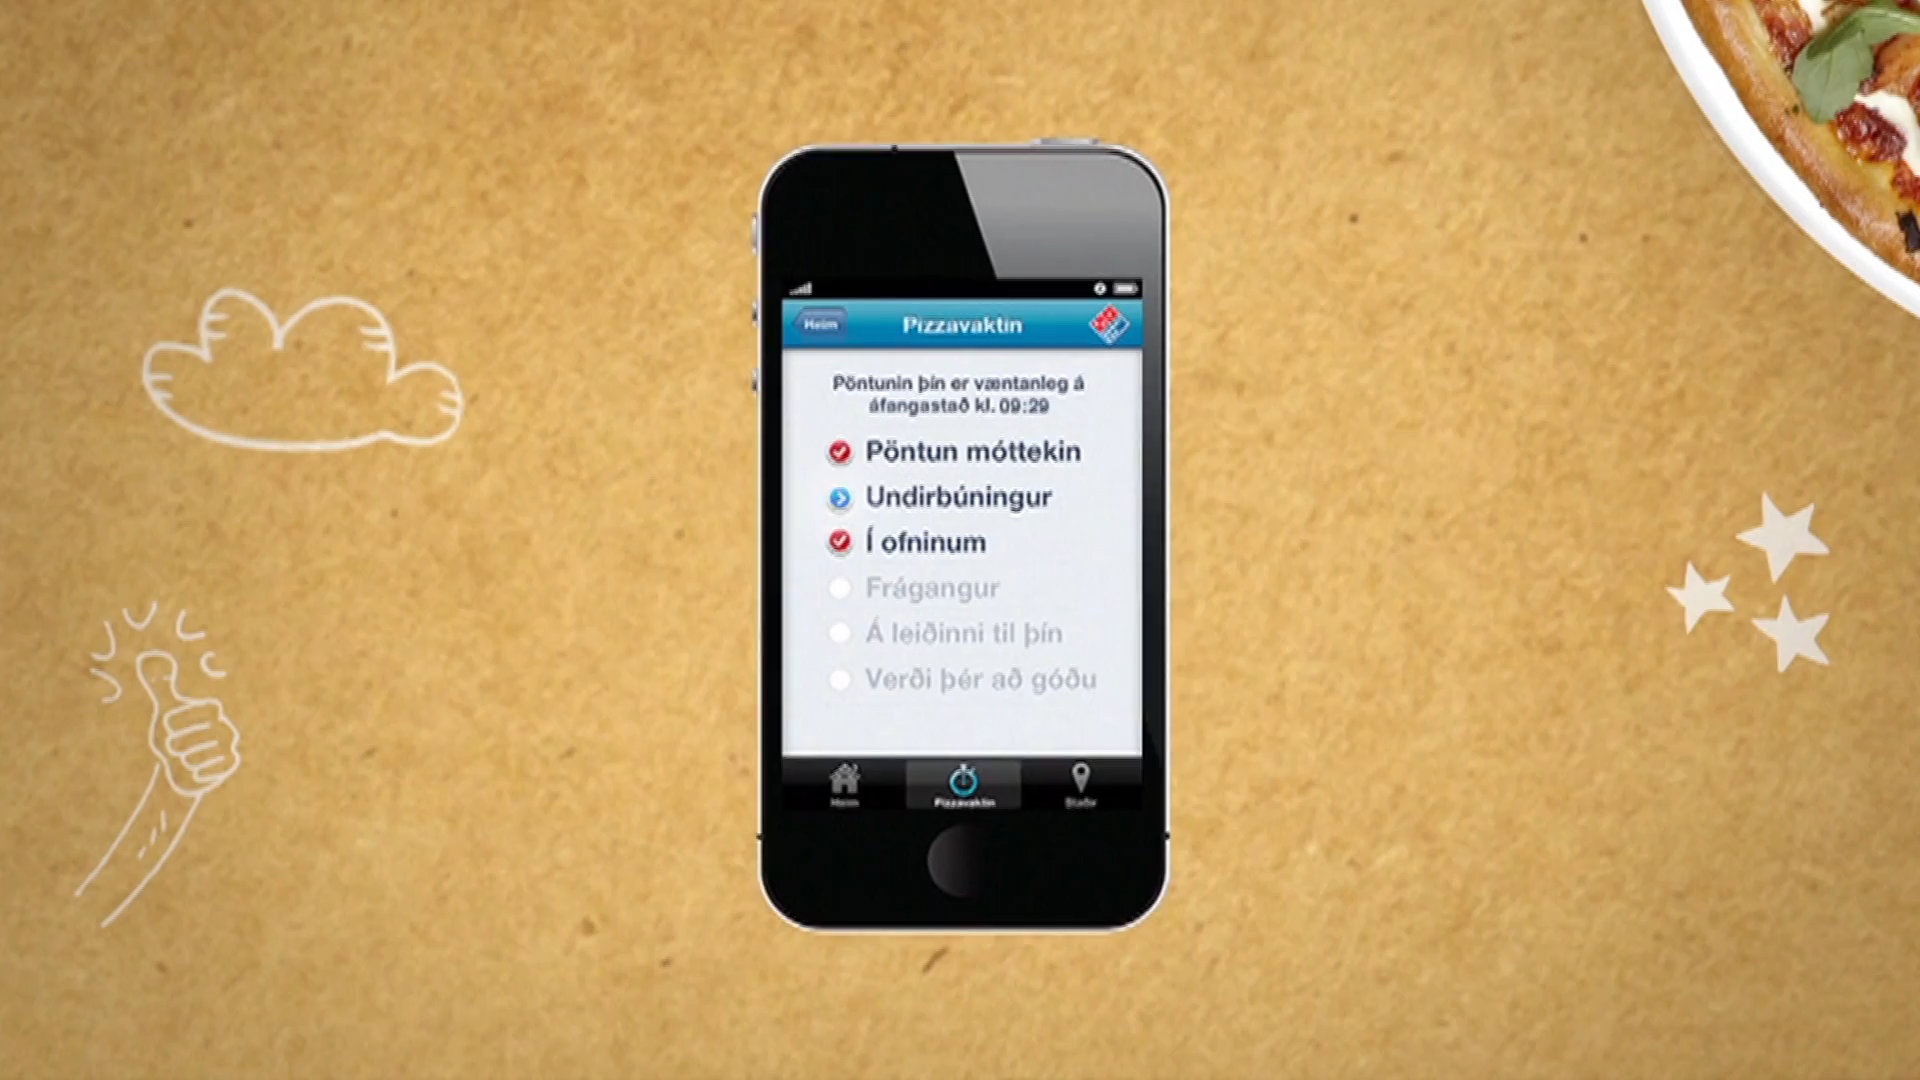 Heim
Pizzavaktin
Pöntunin þín er væntanleg á
áfangastað kl. 09:29
Pöntun móttekin
Undirbúningur
Í ofninum
Frágangur
Á leiðinni til þín
Verði þér að góðu
Heim
Pizzavaktin
Staðir